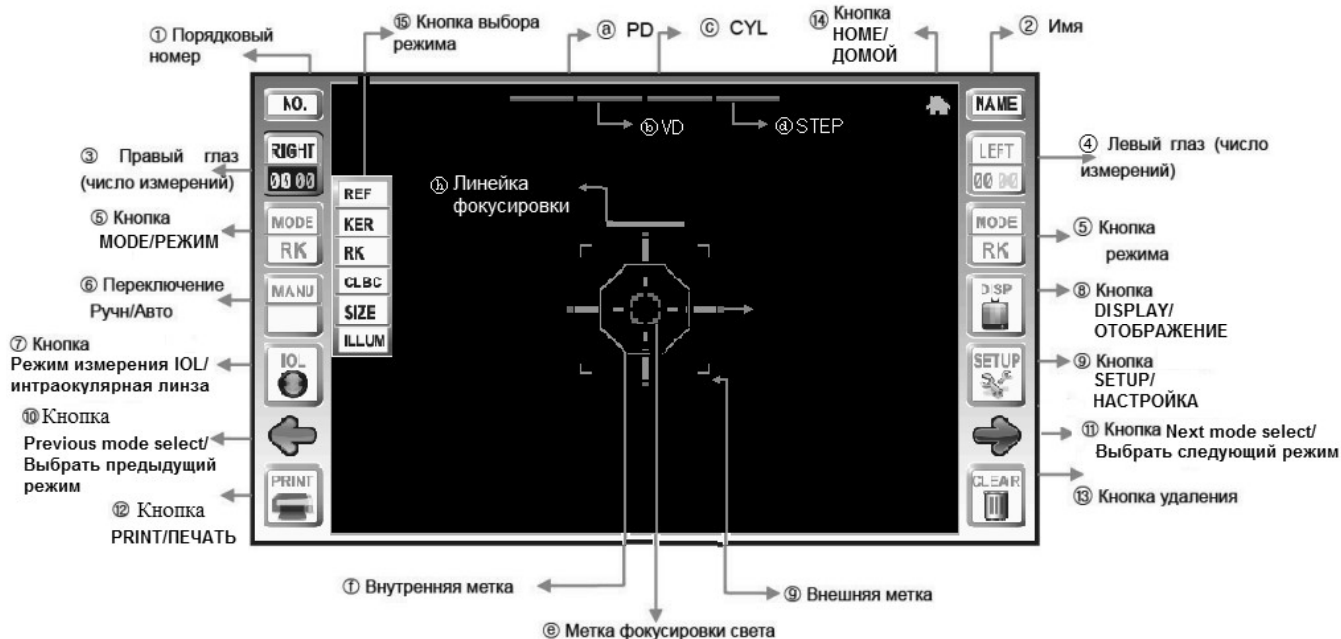 ⑮ Кнопка выбора
режима
ⓐ PD
ⓒ CYL
⑭ Кнопка
HOME/
ДОМОЙ
② Имя
① Порядковый
номер
NO.
NAME
ⓑ VD
ⓓ STEP
③ Правый глаз
(число измерений)
RIGHT
00 00
LEFT
00 00
④ Левый глаз (число
измерений)
REF
KER
RK
CLBC
SIZE
ILLUM
ⓗ Линейка
фокусировки
⑤ Кнопка
MODE/РЕЖИМ
MODE
RK
MODE
RK
⑤ Кнопка
режима
⑥ Переключение
Ручн/Авто
MANU
DISP
⑧ Кнопка
DISPLAY/
ОТОБРАЖЕНИЕ
⑦ Кнопка
Режим измерения IOL/
интраокулярная линза
IOL
SETUP
⑨ Кнопка
SETUP/
НАСТРОЙКА
⑩ Кнопка
Previous mode select/
Выбрать предыдущий
режим
⑪ Кнопка Next mode select/
Выбрать следующий режим
PRINT
CLEAR
⑫ Кнопка
PRINT/ПЕЧАТЬ
⑬ Кнопка удаления
ⓕ Внутренняя метка
⑨ Внешняя метка
ⓔ Метка фокусировки света